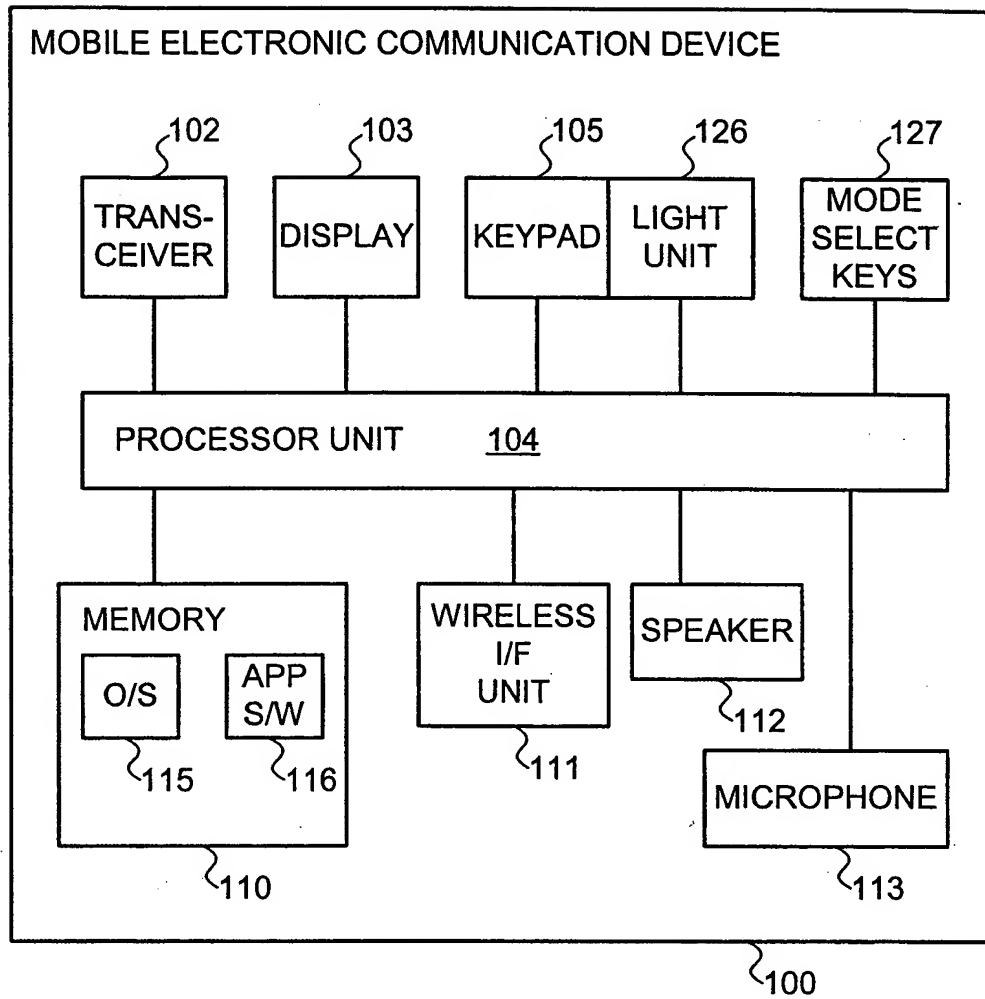 MOBILE ELECTRONIC COMMUNICATION DEVICE
102
103
105
126
127
TRANS-
CEIVER
DISPLAY
KEYPAD
LIGHT
UNIT
MODE
SELECT
KEYS
PROCESSOR UNIT 104
MEMORY
O/S
APP
S/W
115
116
110
WIRELESS
I/F
UNIT
111
SPEAKER
112
MICROPHONE
113
100